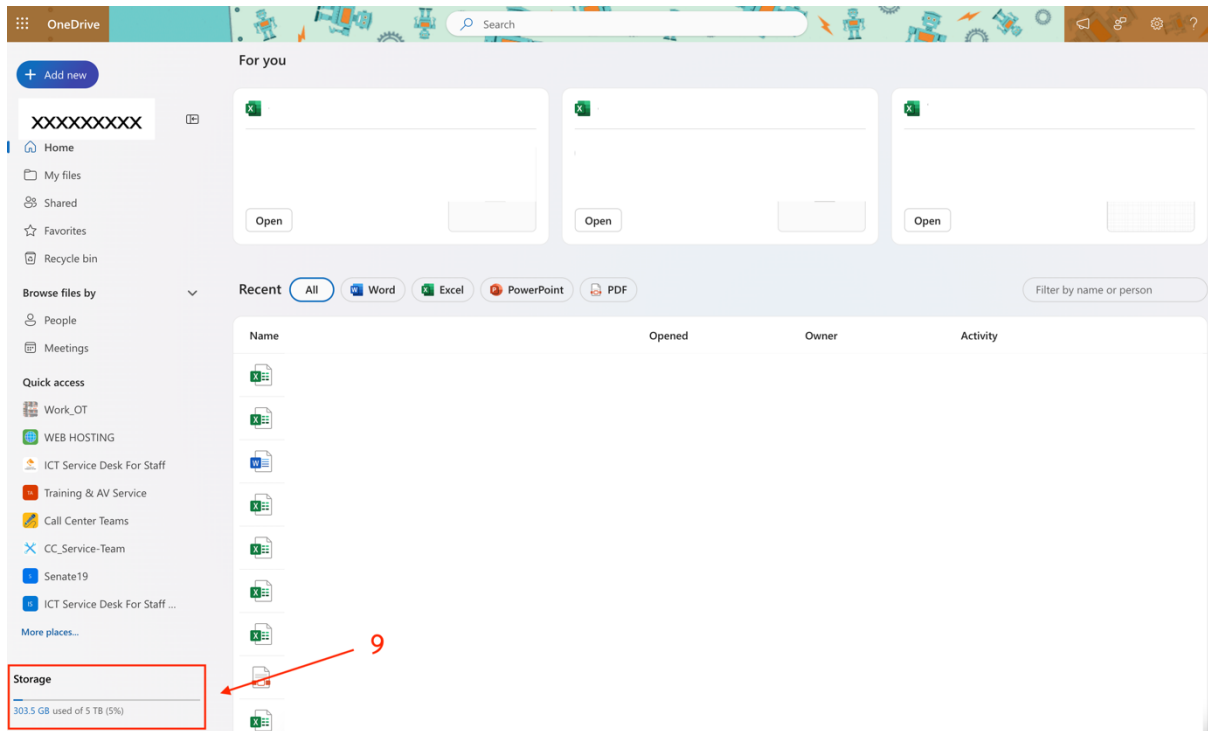 OneDrive
Search
?
+ Add new
For you
XXXXXXXXX
Home
My files
Shared
Favorites
Recycle bin
Open
Open
Open
Browse files by
People
Meetings
Recent
All
Word
Excel
PowerPoint
PDF
Filter by name or person
Name
Opened
Owner
Activity
Quick access
Work_OT
WEB HOSTING
ICT Service Desk For Staff
TA Training & AV Service
Call Center Teams
CC_Service-Team
S Senate19
IS ICT Service Desk For Staff ...
More places...
9
Storage
303.5 GB used of 5 TB (5%)